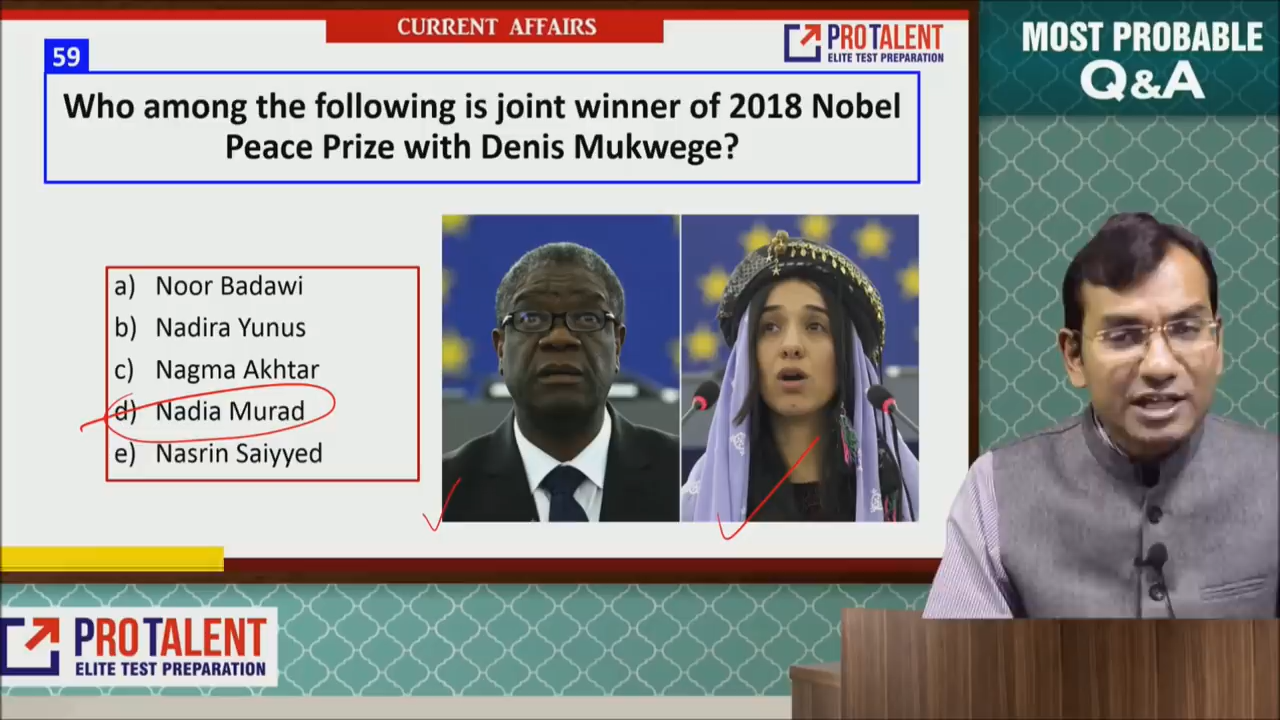 CURRENT AFFAIRS
PROTALENT
ELITE TEST PREPARATION
MOST PROBABLE
Q&A
59
Who among the following is joint winner of 2018 Nobel
Peace Prize with Denis Mukwege?
a) Noor Badawi
b) Nadira Yunus
c) Nagma Akhtar
d) Nadia Murad
e) Nasrin Saiyyed
PROTALENT
ELITE TEST PREPARATION